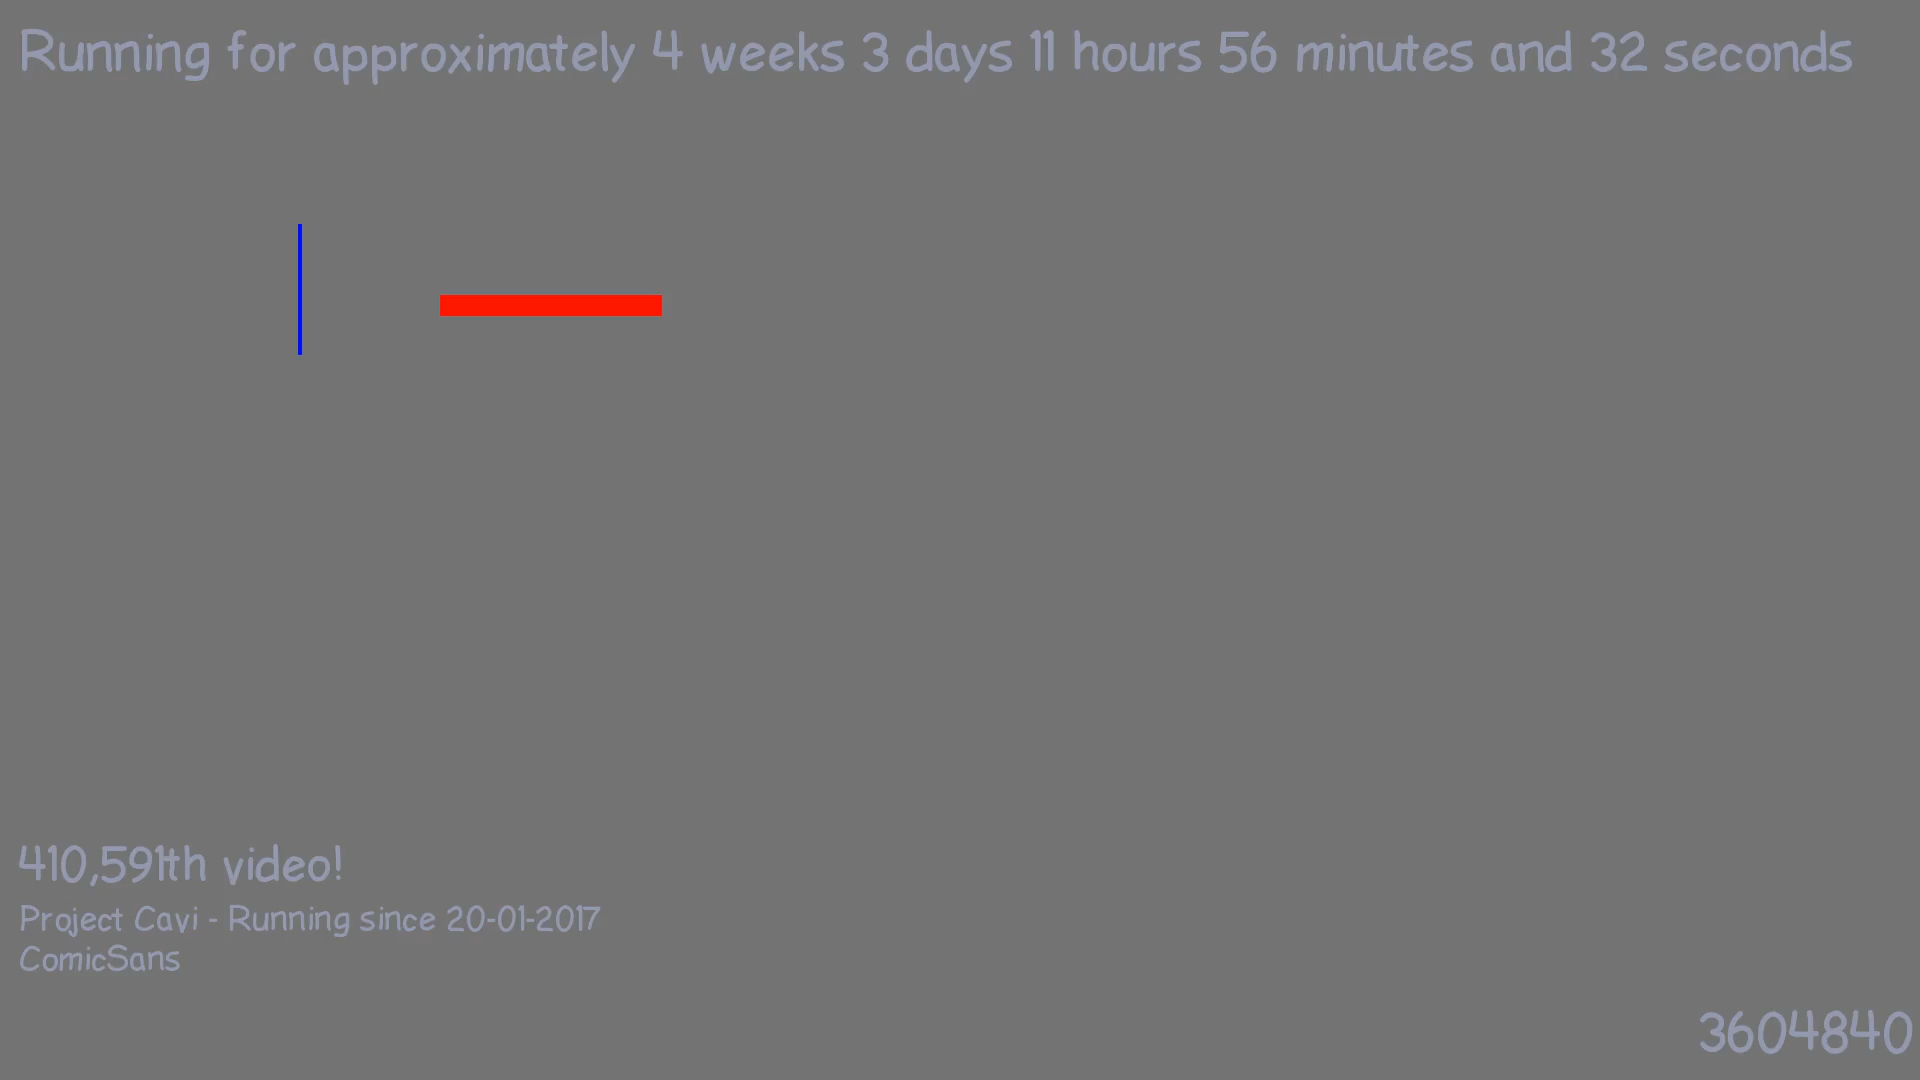 Running for approximately 4 weeks 3 days 11 hours 56 minutes and 32 seconds
410,591th video!
Project Cavi - Running since 20-01-2017
ComicSans
3604840